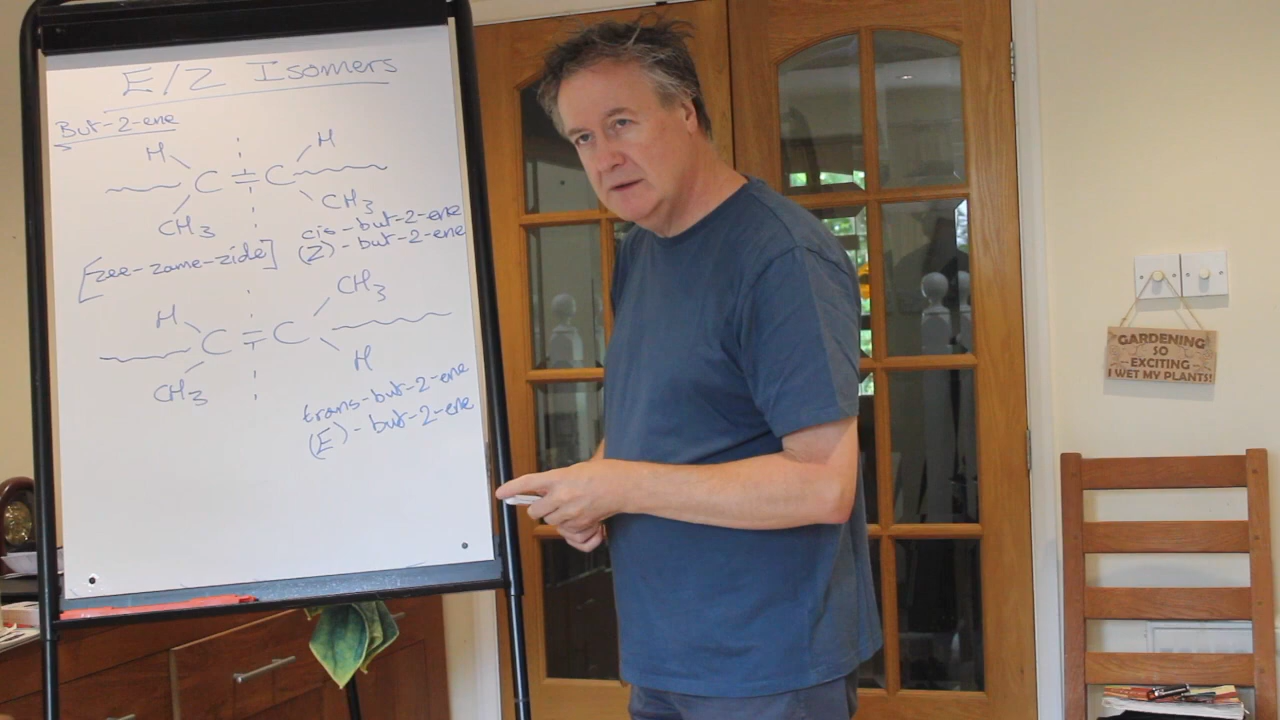 E/Z Isomers
But-2-ene
H H
C = C
CH3 CH3
cis-but-2-ene
[zee-zame-zide] (Z)-but-2-ene
CH3
H
C = C
CH3 H
trans-but-2-ene
(E)-but-2-ene
GARDENING
SO
EXCITING
I WET MY PLANTS!